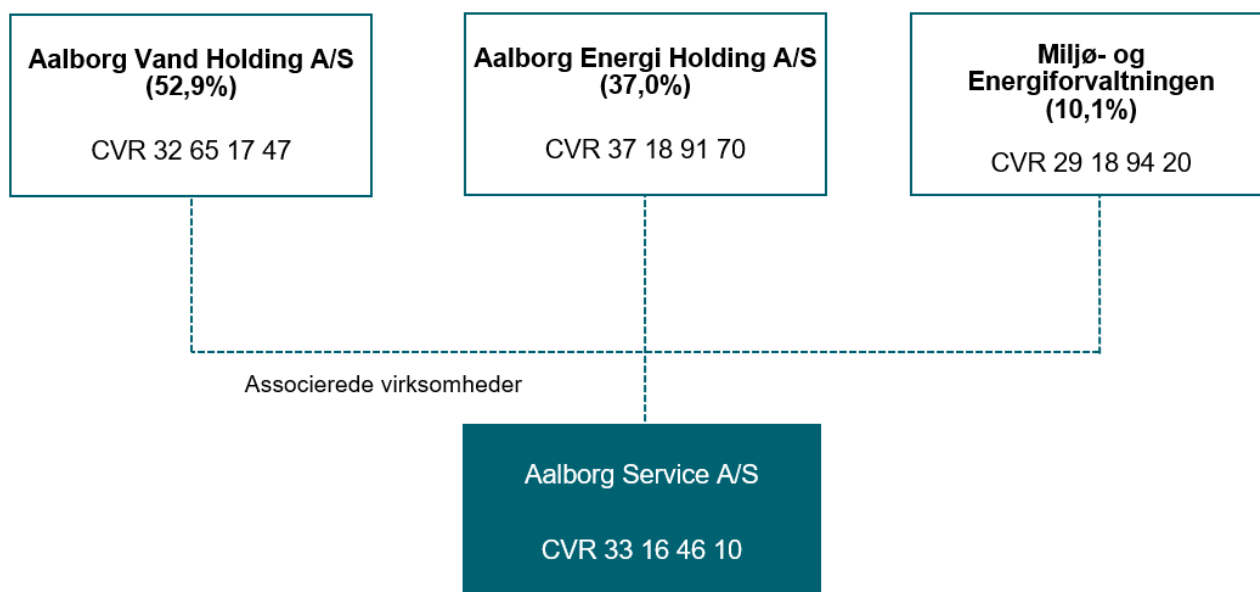 Aalborg Vand Holding A/S
(52,9%)
CVR 32 65 17 47
Aalborg Energi Holding A/S
(37,0%)
CVR 37 18 91 70
Miljø- og
Energiforvaltningen
(10,1%)
CVR 29 18 94 20
Associerede virksomheder
Aalborg Service A/S
CVR 33 16 46 10